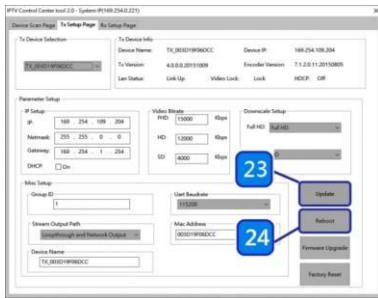 IPTV Control Center tool 2.0 - System IP(169.254.0.221)
Device Scan Page Tx Setup Page Rx Setup Page
Tx Device Selection
TX_003D19F06DCC
Tx Device Info
Device Name: TX_003D19F06DCC Device IP: 169.254.109.204
Tx Version: 4.0.0.0.20151009 Encoder Version: 7.1.2.0.11.20150805
Lan Status: Link Up Video Lock: Lock HDCP: Off
Parameter Setup
IP Setup
IP: 169 . 254 . 109 . 204
Netmask: 255 . 255 . 0 . 0
Gateway: 169 . 254 . 1 . 254
DHCP: On
Video Bitrate
FHD 15000 Kbps
HD 12000 Kbps
SD 4000 Kbps
Downscale Setup
Full HD: Full HD
23
Misc Setup
Group ID
1
Uart Baudrate
115200
Update
Stream Output Path
Loopthrough and Network Output
Mac Address
003D19F06DCC
24
Reboot
Device Name
TX_003D19F06DCC
Firmware Upgrade
Factory Reset